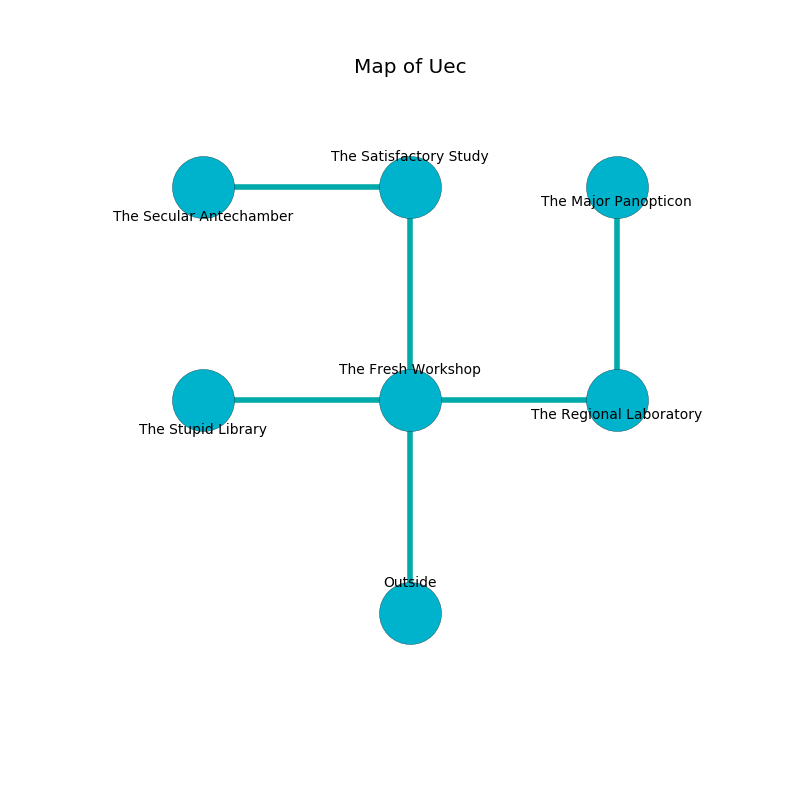 Map of Uec
The Satisfactory Study
The Major Panopticon
The Secular Antechamber
The Fresh Workshop
The Regional Laboratory
The Stupid Library
Outside